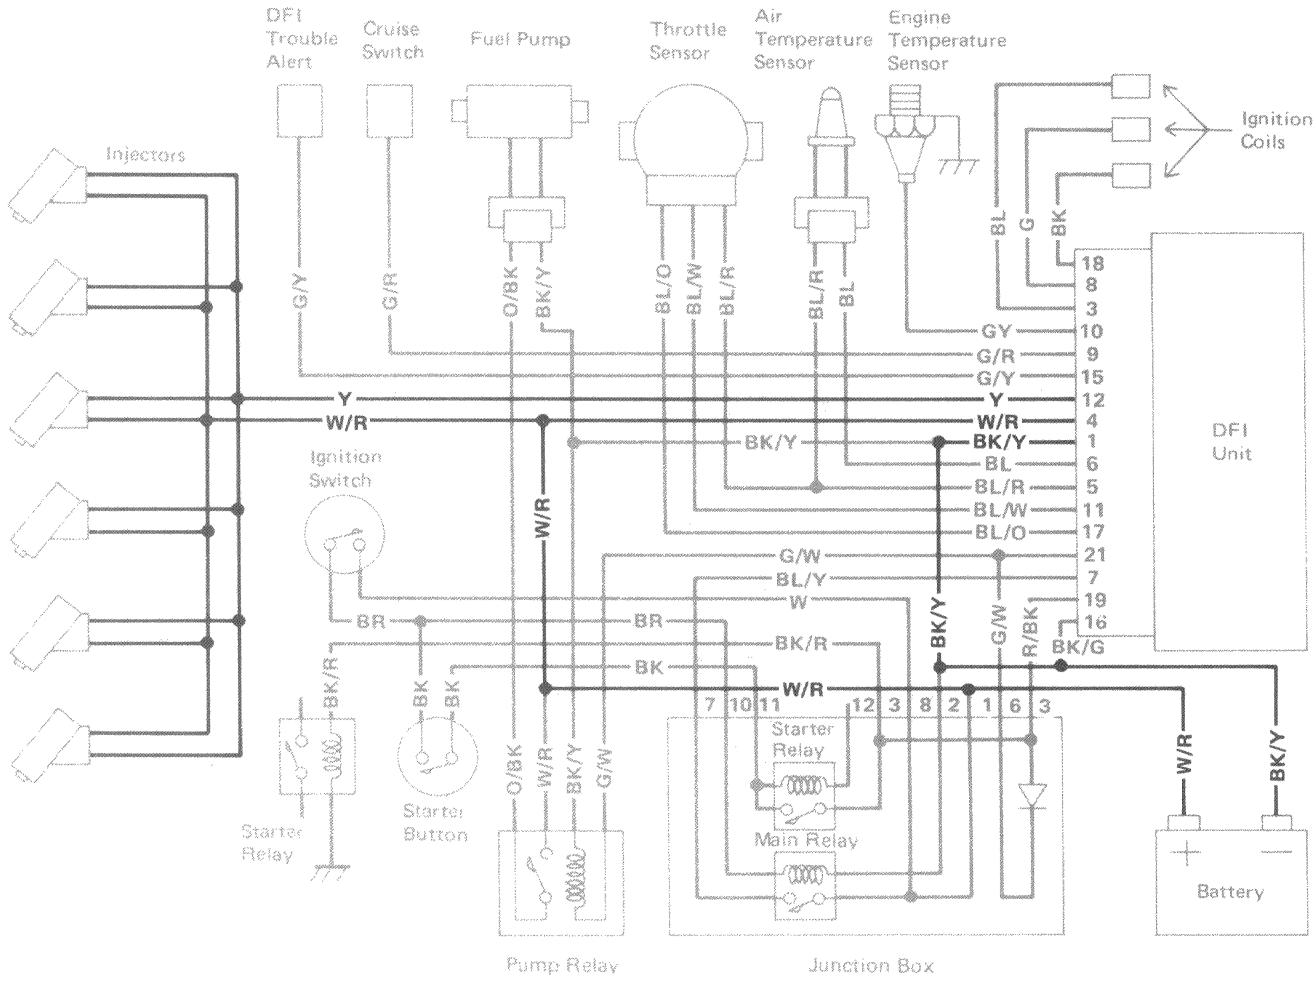 DFI
Trouble
Alert
Cruise
Switch
Fuel Pump
Throttle
Sensor
Air
Temperature
Sensor
Engine
Temperature
Sensor
Ignition
Coils
Injectors
BL
G
BK
G/Y
G/R
O/BK
BK/Y
BL/O
BL/W
BL/R
BL/R
BL
18
8
3
GY
10
G/R
9
G/Y
15
Y
Y
12
W/R
W/R
4
BK/Y
BK/Y
1
BL
6
BL/R
5
BL/W
11
BL/O
17
G/W
21
BL/Y
7
W
19
BR
BR
16
DFI
Unit
Ignition
Switch
W/R
BK/Y
G/W
R/BK
BK/G
BK/R
BK/R
BK
BK
BK
W/R
7
10
11
12
3
8
2
1
6
3
O/BK
W/R
BK/Y
G/W
W/R
BK/Y
Starter
Relay
Main Relay
Starter
Relay
Starter
Button
Battery
Pump Relay
Junction Box